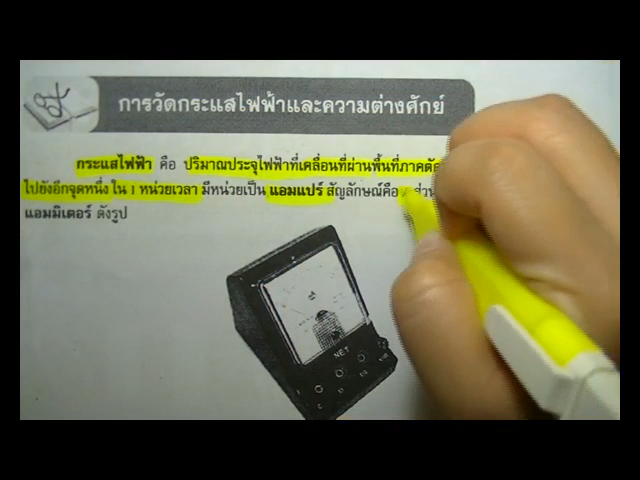 การวัดกระแสไฟฟ้าและความต่างศักย์
กระแสไฟฟ้า คือ ปริมาณประจุไฟฟ้าที่เคลื่อนที่ผ่านพื้นที่ภาคตัด
ไปยังอีกจุดหนึ่ง ใน 1 หน่วยเวลา มีหน่วยเป็น แอมแปร์ สัญลักษณ์คือ
แอมมิเตอร์ ดังรูป
NET